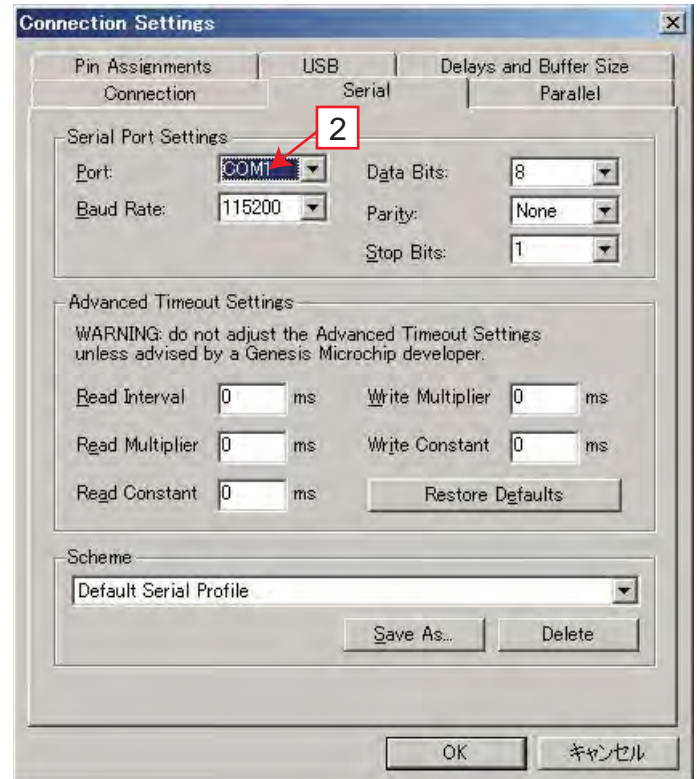 Connection Settings
Pin Assignments USB Delays and Buffer Size
Connection Serial Parallel
Serial Port Settings
2
Port: COM1 Data Bits: 8
Baud Rate: 115200 Parity: None
Stop Bits: 1
Advanced Timeout Settings
WARNING: do not adjust the Advanced Timeout Settings
unless advised by a Genesis Microchip developer.
Read Interval 0 ms Write Multiplier 0 ms
Read Multiplier 0 ms Write Constant 0 ms
Read Constant 0 ms Restore Defaults
Scheme
Default Serial Profile
Save As... Delete
OK キャンセル